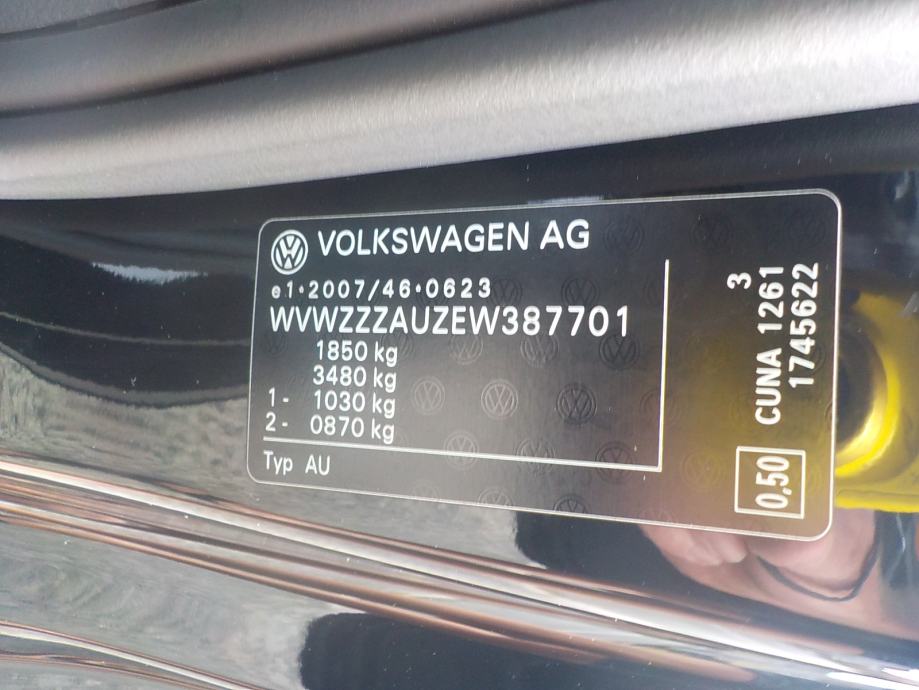 VOLKSWAGEN AG
e1*2007/46*0623
WVWZZZAUZEW387701
1850 kg
3480 kg
1- 1030 kg
2- 0870 kg
Typ AU
3
CUNA 1261
1745622
0,50